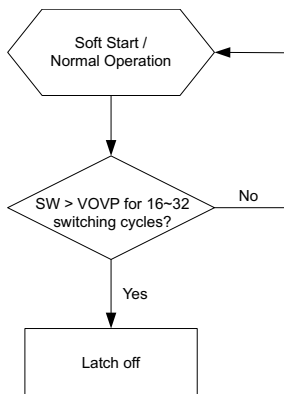 Soft Start /
Normal Operation
SW > VOVP for 16~32
switching cycles?
No
Yes
Latch off